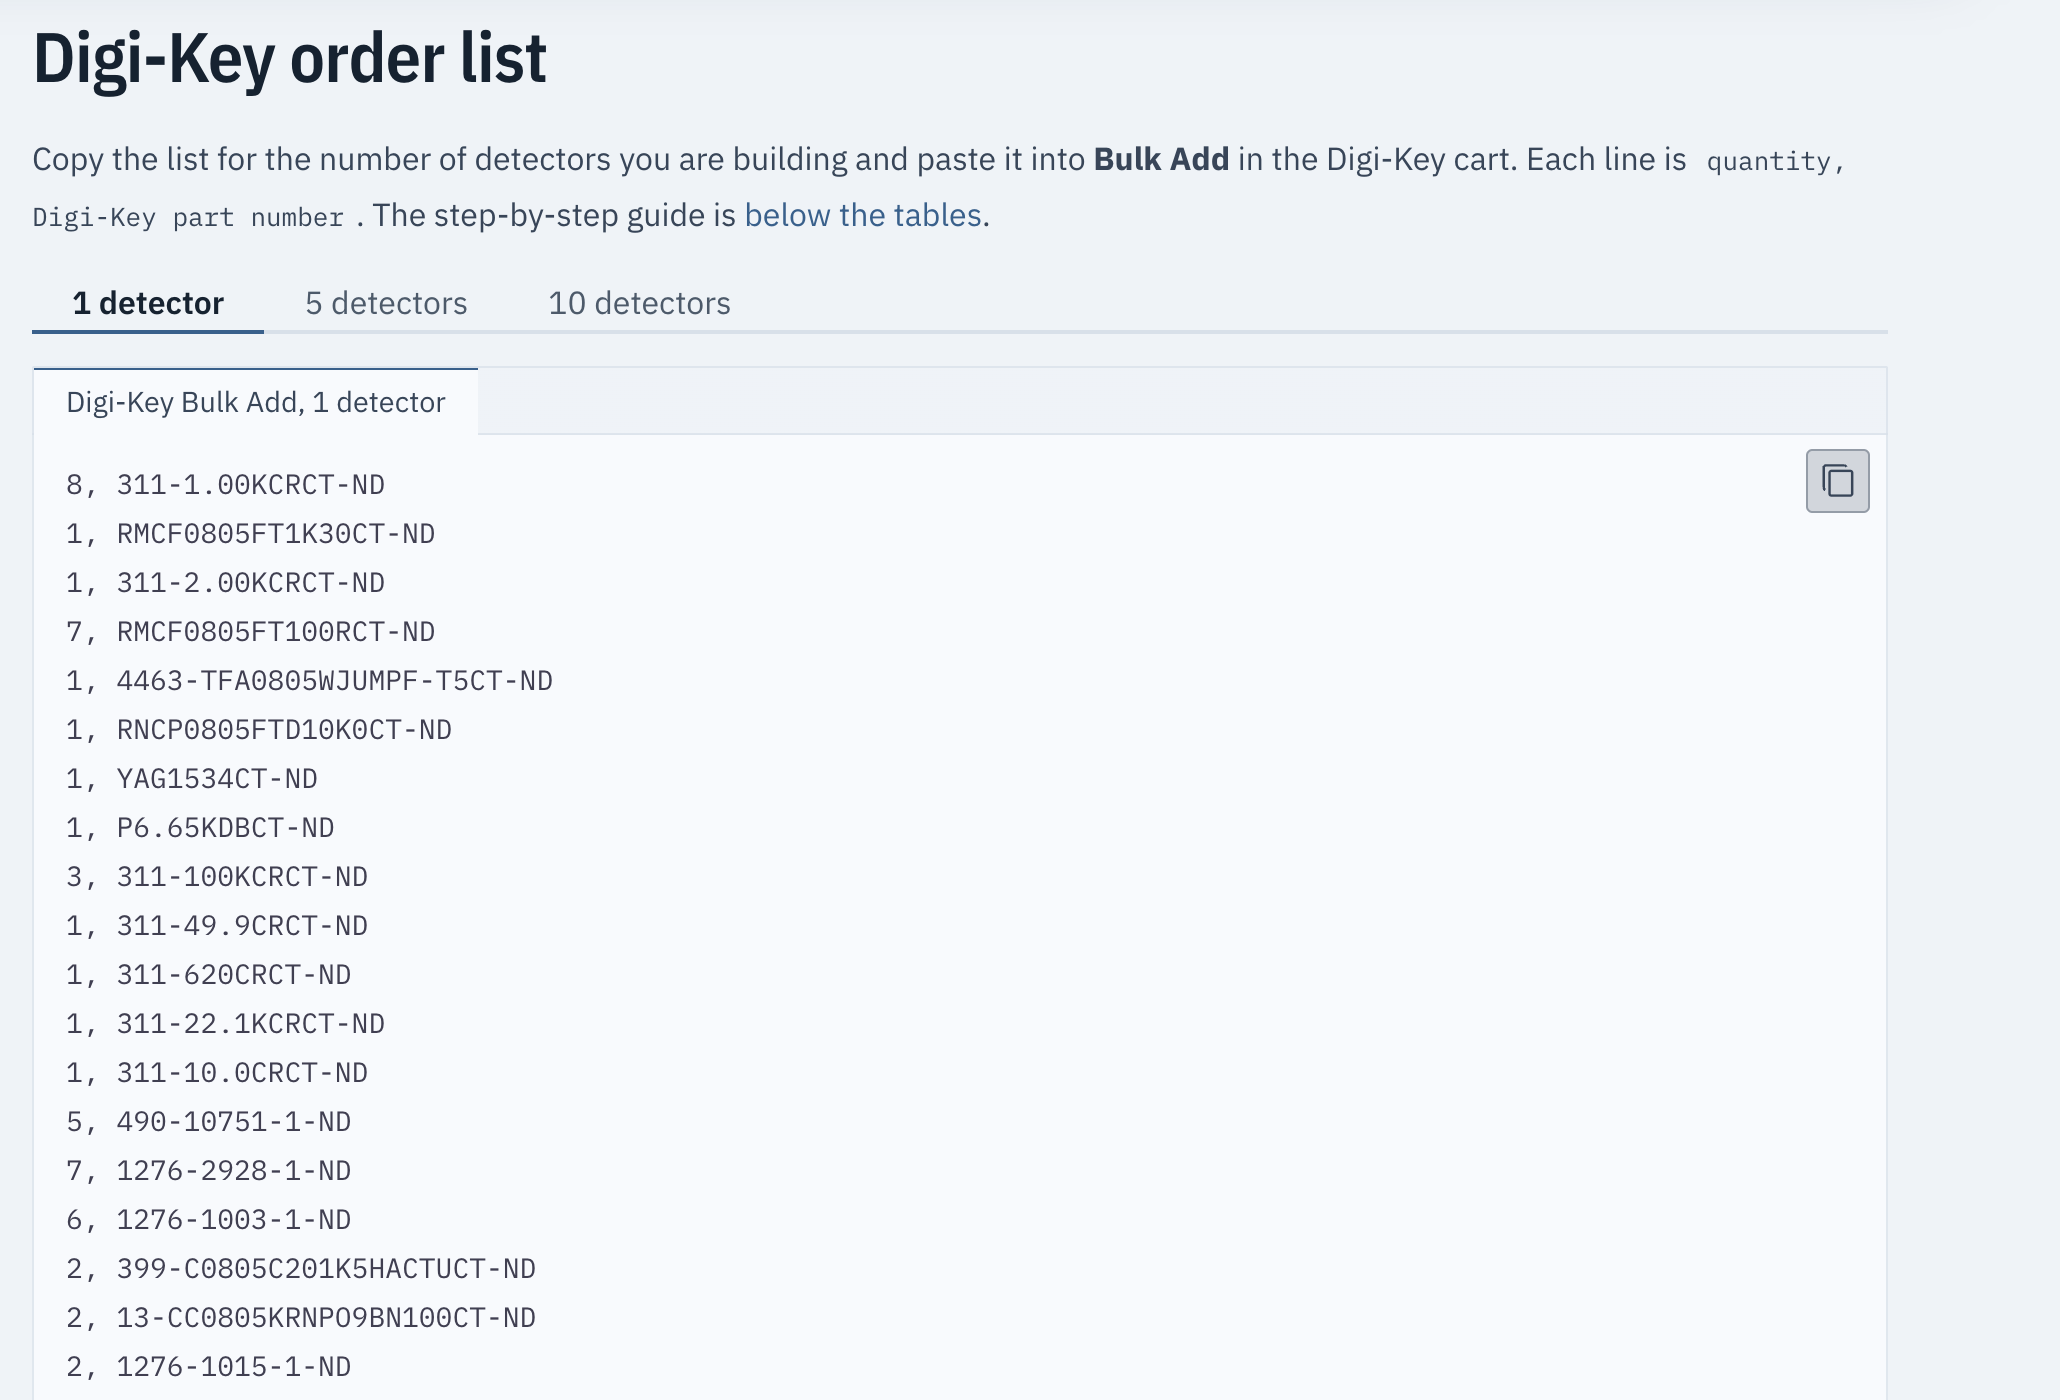 Digi-Key order list
Copy the list for the number of detectors you are building and paste it into Bulk Add in the Digi-Key cart. Each line is quantity,
Digi-Key part number . The step-by-step guide is below the tables.
1 detector 5 detectors 10 detectors
Digi-Key Bulk Add, 1 detector
8, 311-1.00KCRCT-ND
1, RMCF0805FT1K30CT-ND
1, 311-2.00KCRCT-ND
7, RMCF0805FT100RCT-ND
1, 4463-TFA0805WJUMPF-T5CT-ND
1, RNCP0805FTD10K0CT-ND
1, YAG1534CT-ND
1, P6.65KDBCT-ND
3, 311-100KCRCT-ND
1, 311-49.9CRCT-ND
1, 311-620CRCT-ND
1, 311-22.1KCRCT-ND
1, 311-10.0CRCT-ND
5, 490-10751-1-ND
7, 1276-2928-1-ND
6, 1276-1003-1-ND
2, 399-C0805C201K5HACTUCT-ND
2, 13-CC0805KRNPO9BN100CT-ND
2, 1276-1015-1-ND